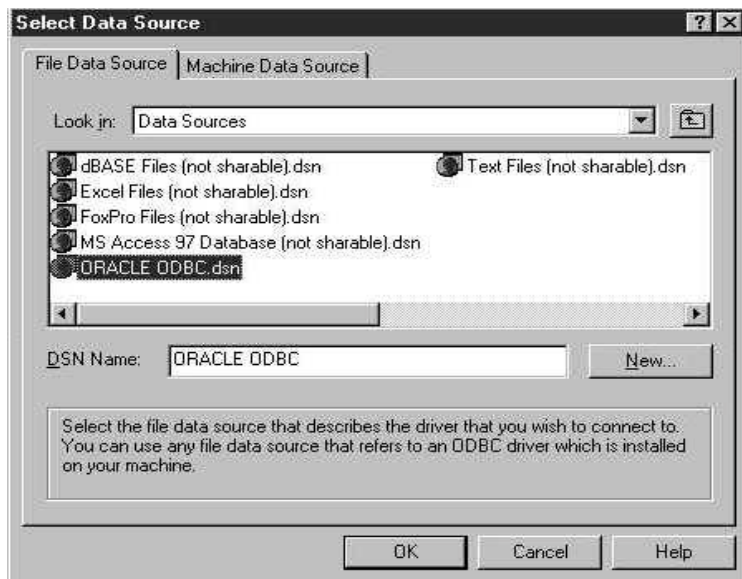 Select Data Source
File Data Source Machine Data Source
Look in: Data Sources
dBASE Files (not sharable).dsn Text Files (not sharable).dsn
Excel Files (not sharable).dsn
FoxPro Files (not sharable).dsn
MS Access 97 Database (not sharable).dsn
ORACLE ODBC.dsn
DSN Name: ORACLE ODBC New...
Select the file data source that describes the driver that you wish to connect to.
You can use any file data source that refers to an ODBC driver which is installed
on your machine.
OK Cancel Help